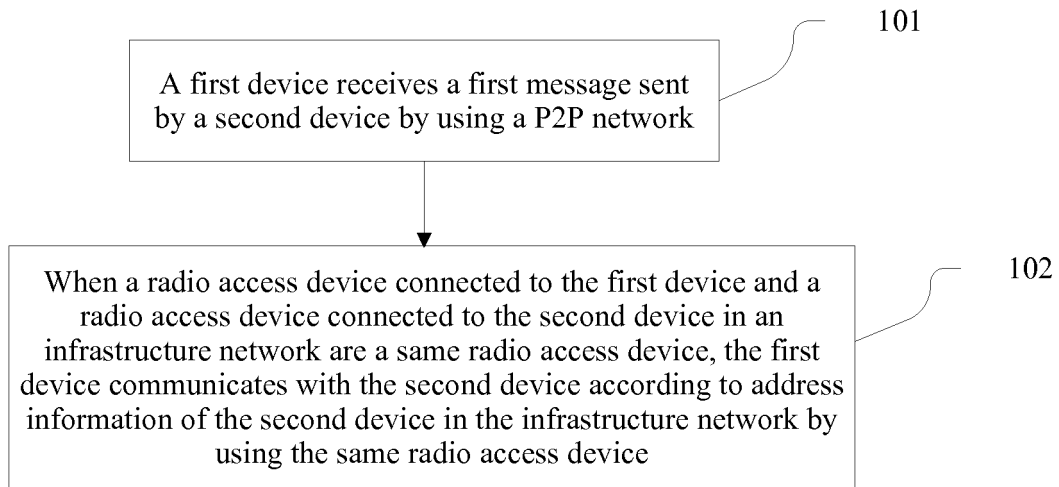 101
A first device receives a first message sent
by a second device by using a P2P network
102
When a radio access device connected to the first device and a
radio access device connected to the second device in an
infrastructure network are a same radio access device, the first
device communicates with the second device according to address
information of the second device in the infrastructure network by
using the same radio access device